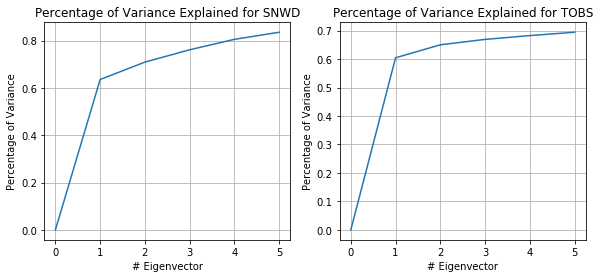 Percentage of Variance Explained for SNWD
Percentage of Variance
0.8
0.6
0.4
0.2
0.0
0 1 2 3 4 5
# Eigenvector
Percentage of Variance Explained for TOBS
Percentage of Variance
0.7
0.6
0.5
0.4
0.3
0.2
0.1
0.0
0 1 2 3 4 5
# Eigenvector